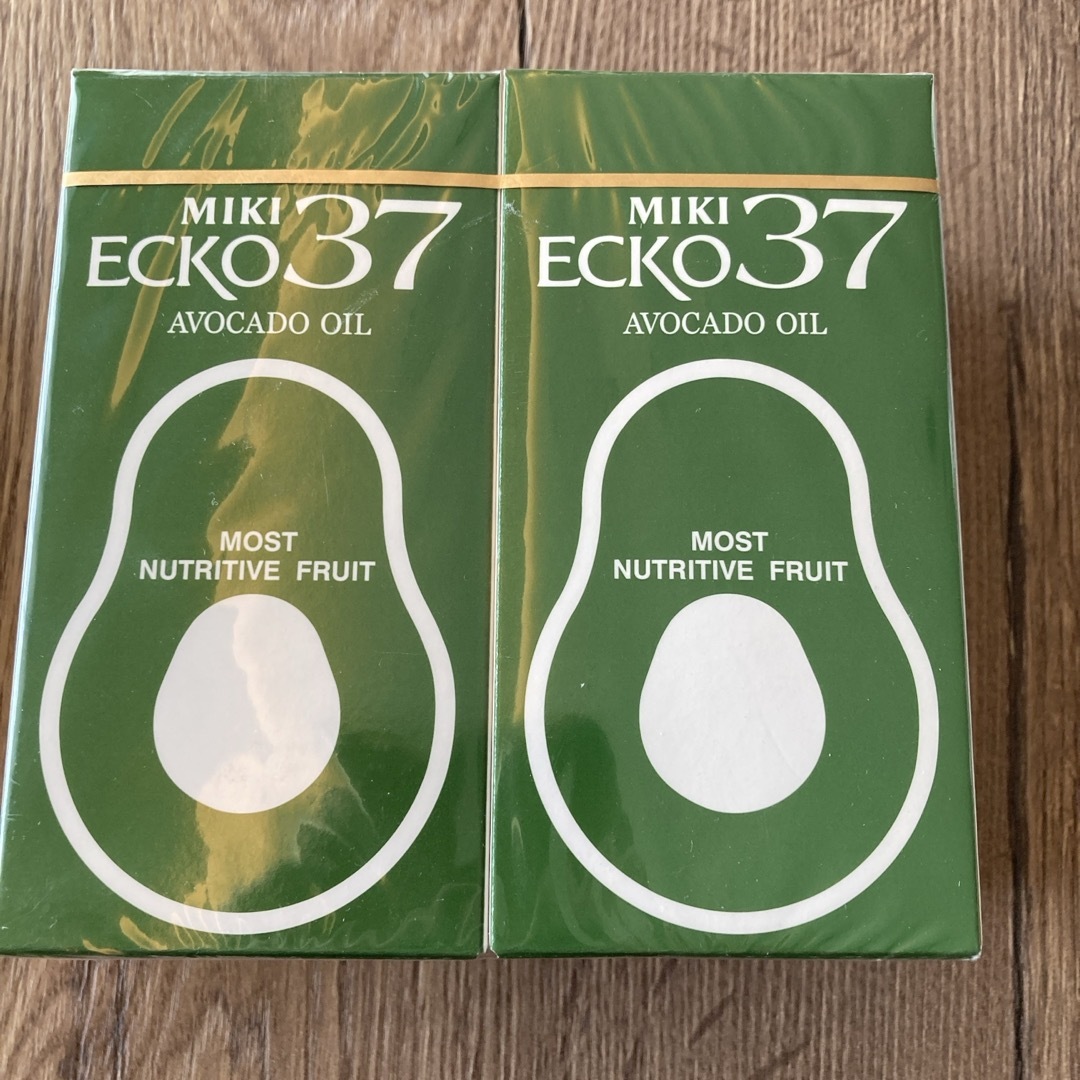 MIKI
ECKO37
AVOCADO OIL
MOST
NUTRITIVE FRUIT
MIKI
ECKO37
AVOCADO OIL
MOST
NUTRITIVE FRUIT